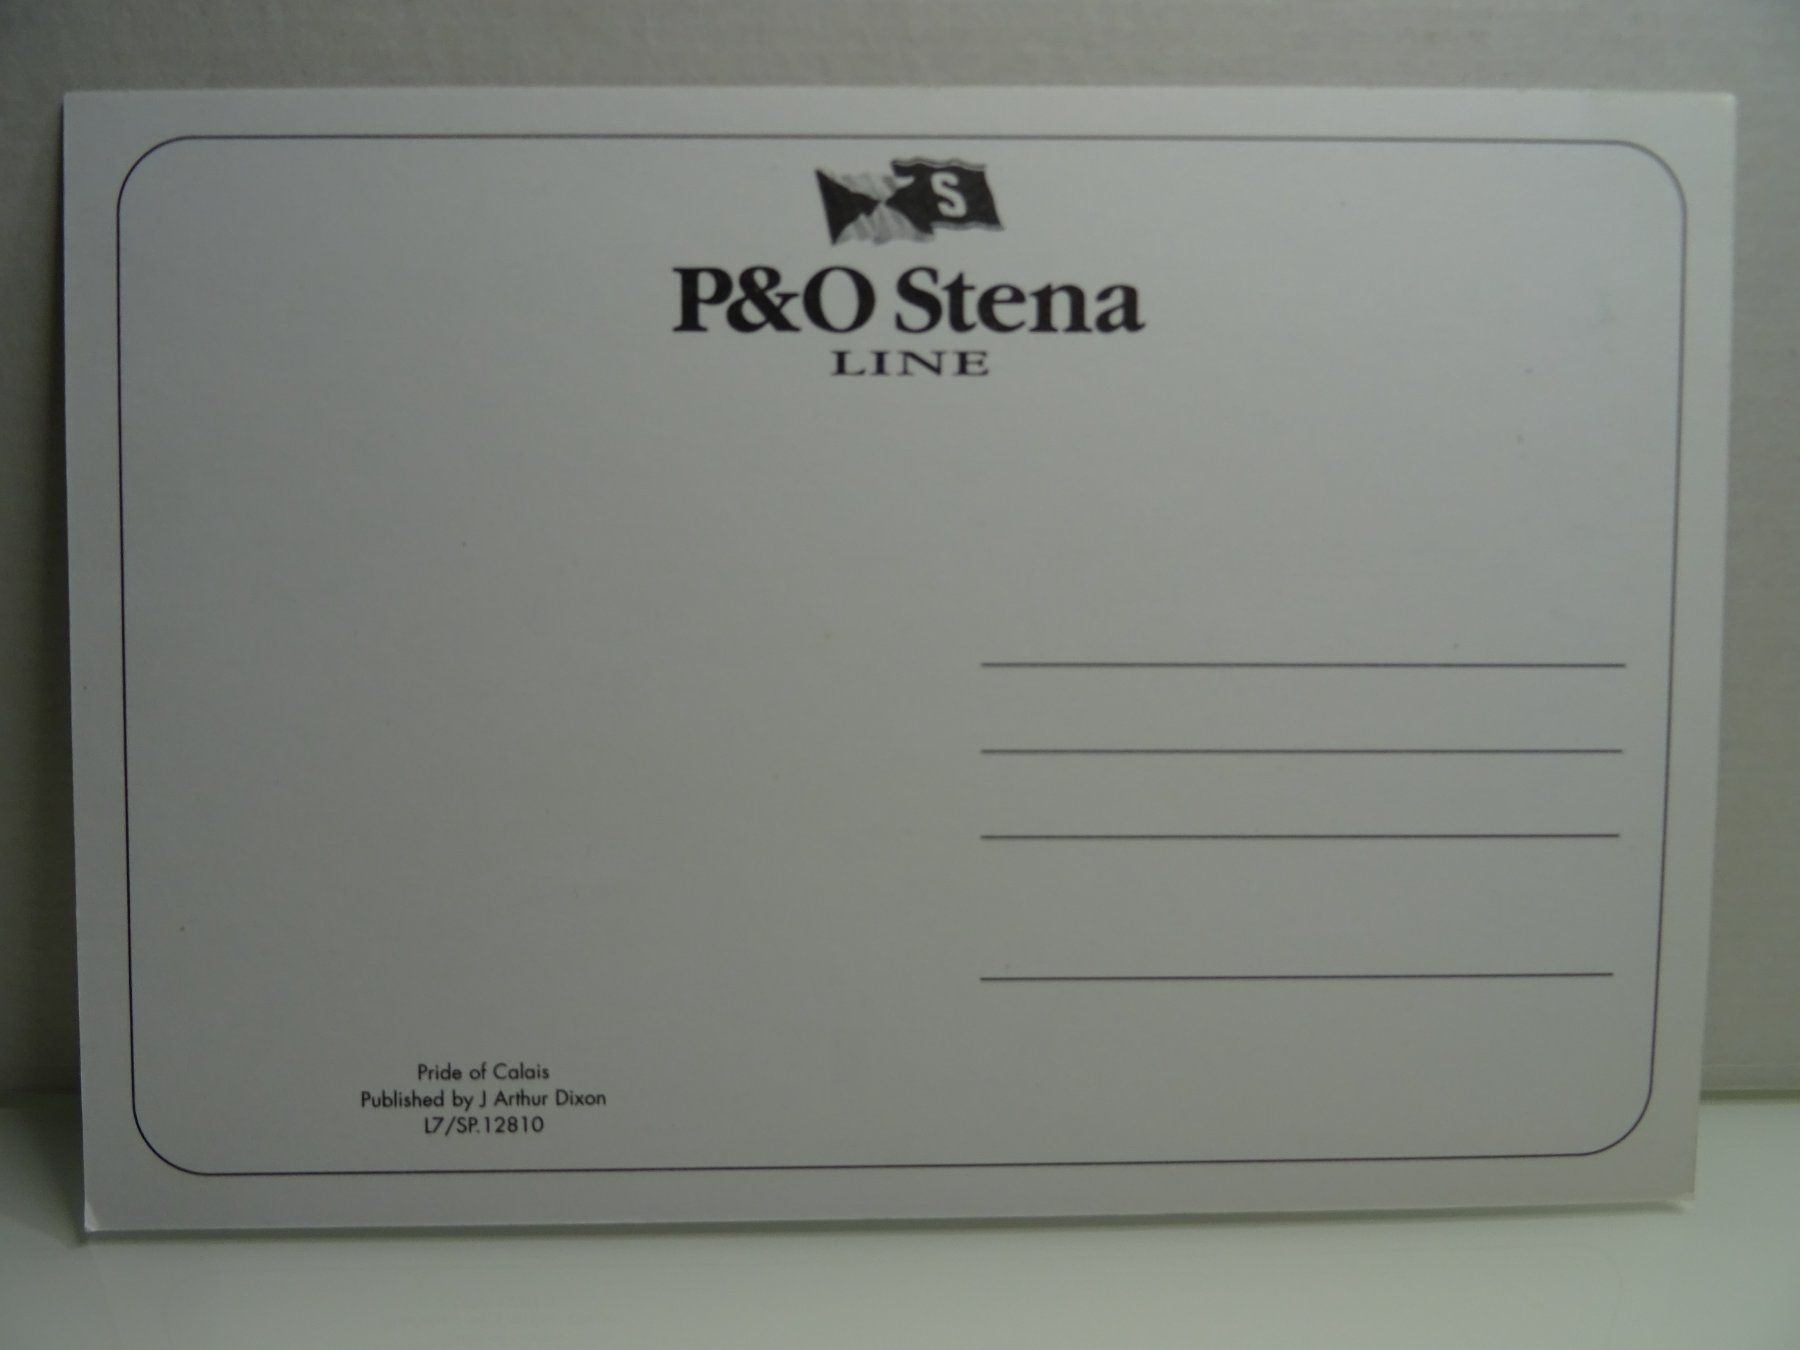 S
P&O Stena
LINE
Pride of Calais
Published by J Arthur Dixon
L7/SP.12810